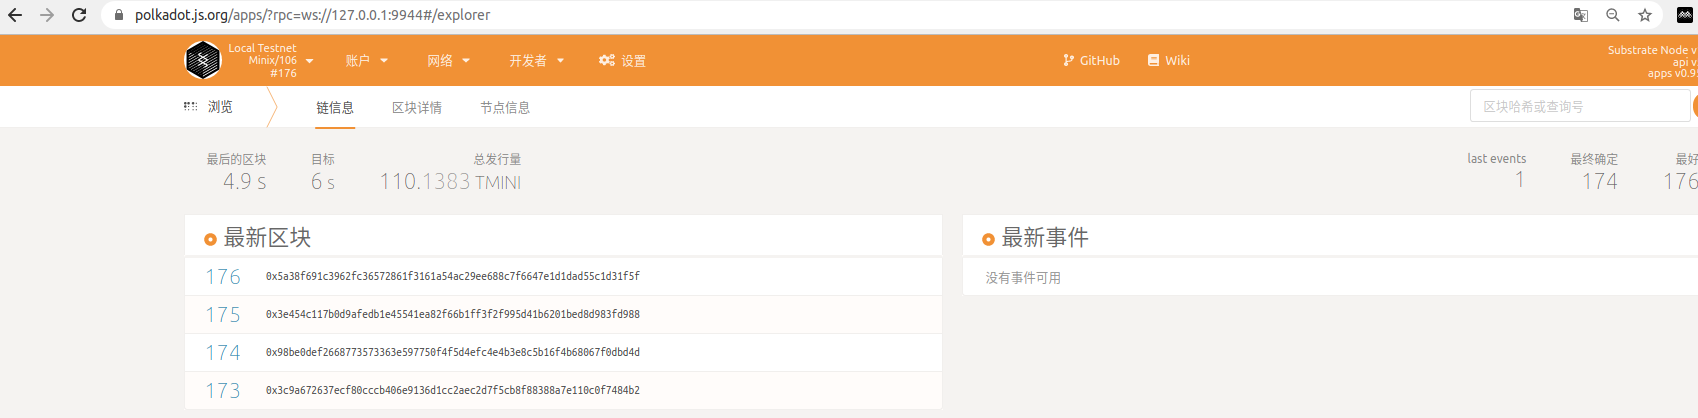 polkadot.js.org/apps/?rpc=ws://127.0.0.1:9944#/explorer
Local Testnet
Minix/106
#176
账户
网络
开发者
设置
GitHub
Wiki
Substrate Node v
api v
apps v0.9
浏览
链信息
区块详情
节点信息
区块哈希或查询号
最后的区块
4.9 s
目标
6 s
总发行量
110.1383 TMINI
last events
1
最终确定
174
最好
176
最新区块
176 0x5a38f691c3962fc36572861f3161a54ac29ee688c7f6647e1d1dad55c1d31f5f
175 0x3e454c117b0d9afedb1e45541ea82f66b1ff3f2f995d41b6201bed8d983fd988
174 0x98be0def2668773573363e597750f4f5d4efc4e4b3e8c5b16f4b68067f0dbd4d
173 0x3c9a672637ecf80cccb406e9136d1cc2aec2d7f5cb8f88388a7e110c0f7484b2
最新事件
没有事件可用